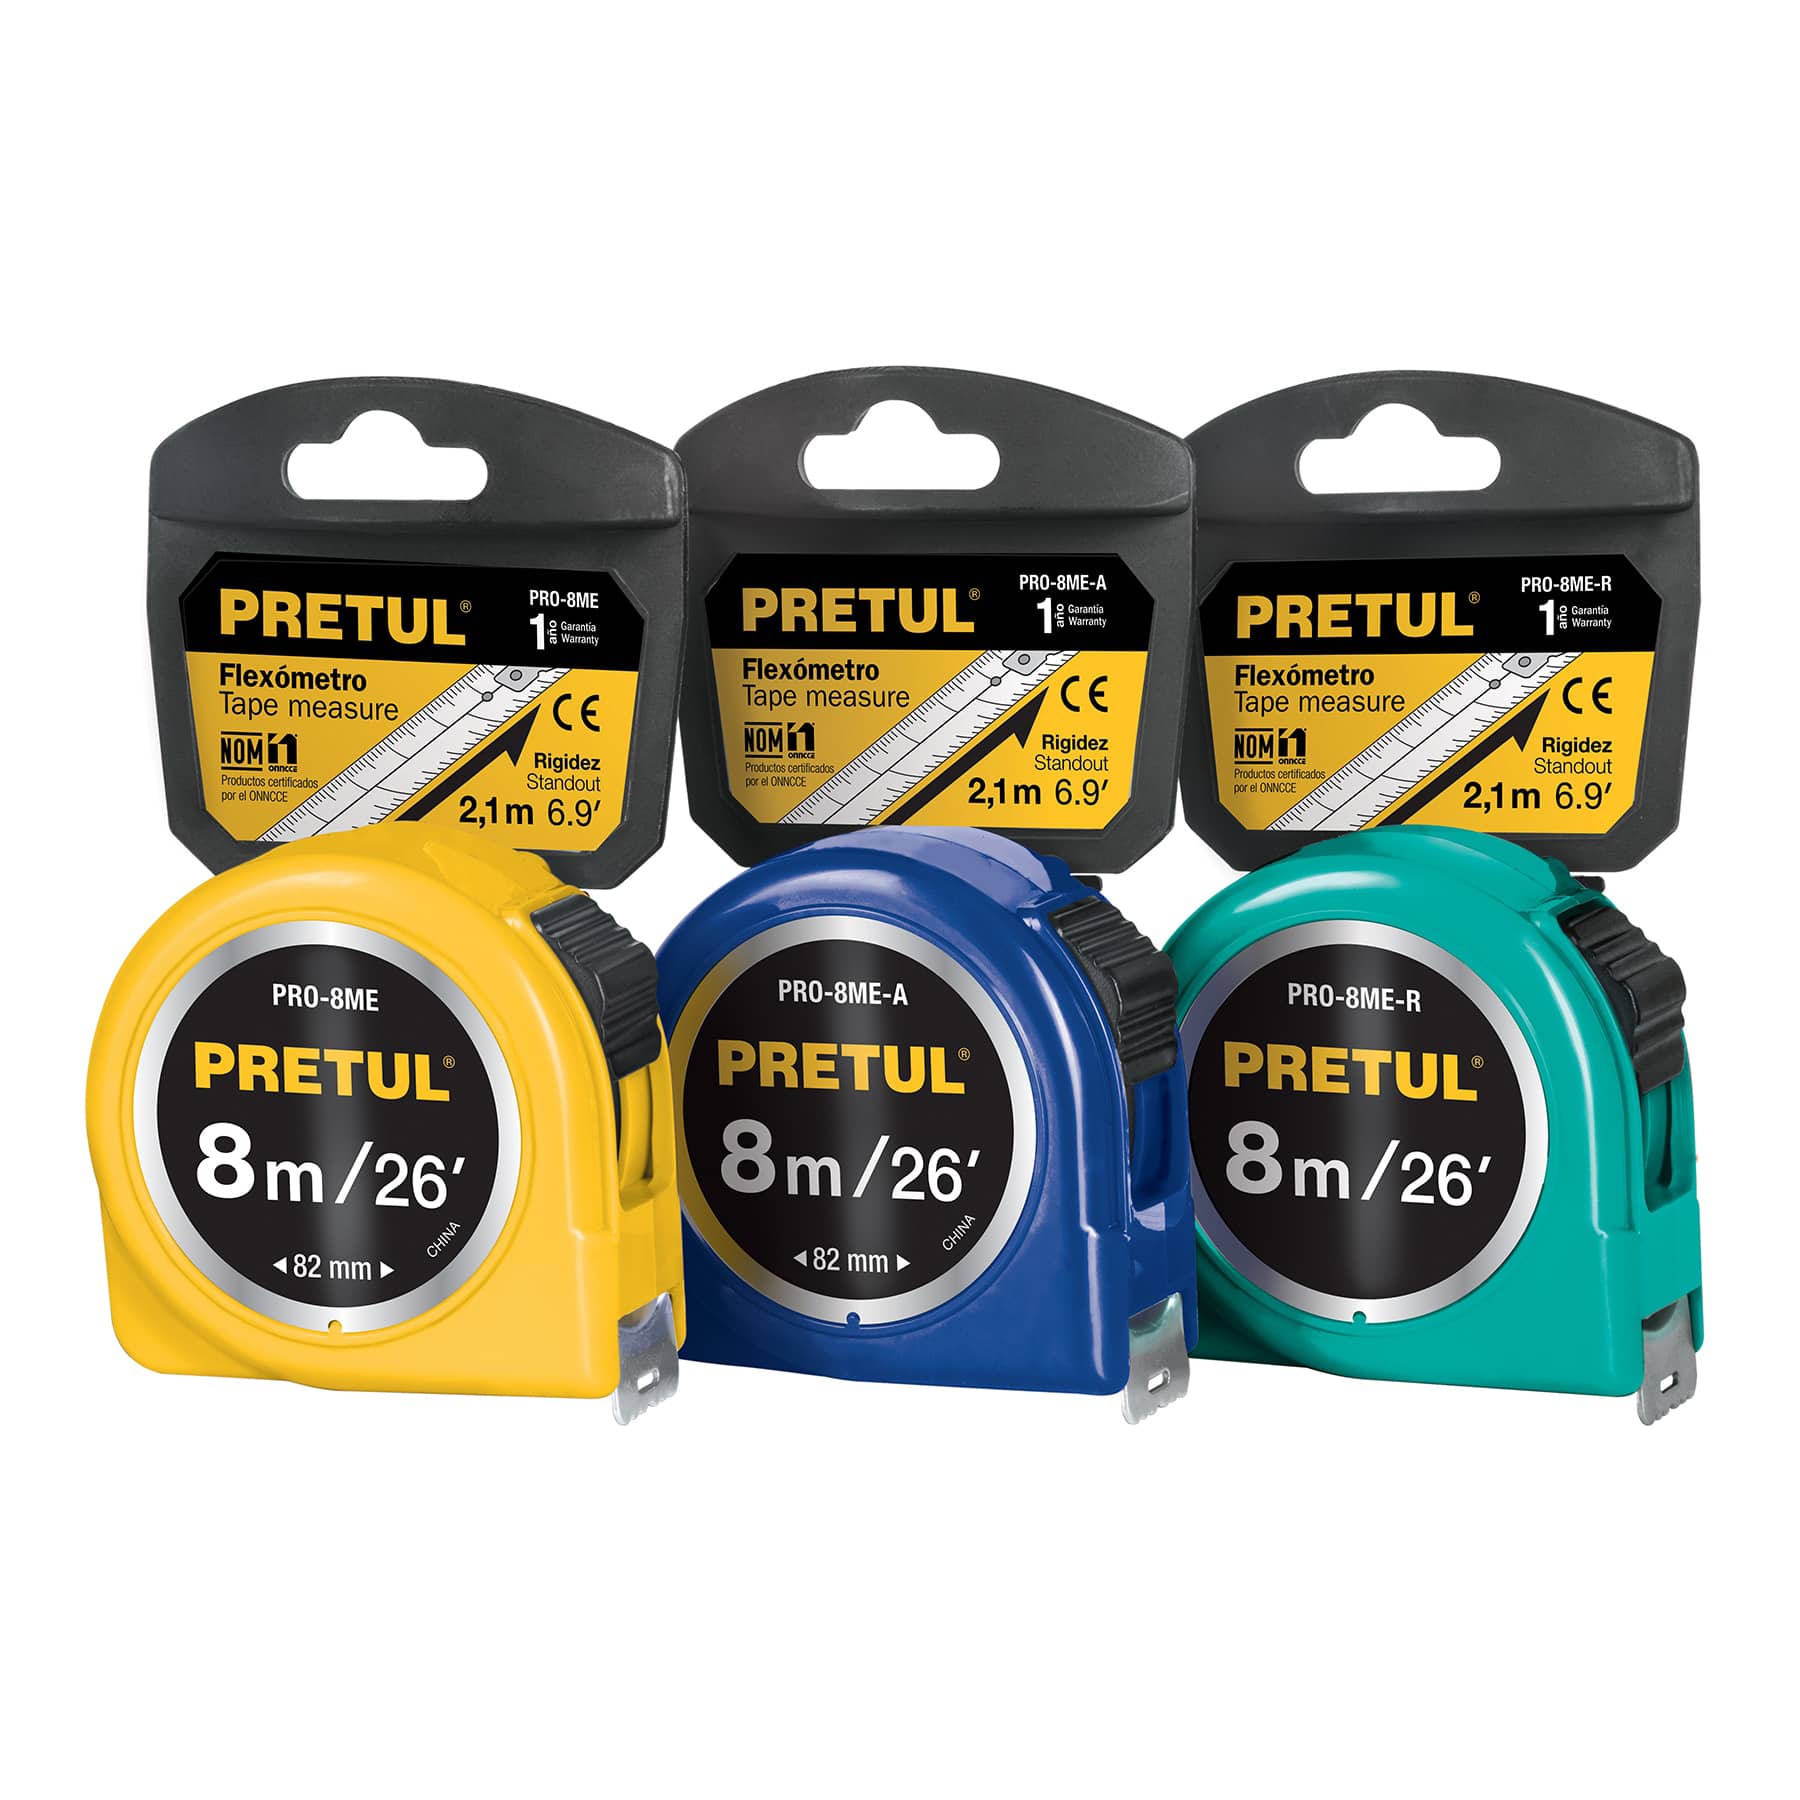 PRETUL®
PRO-8ME
1 año Garantía
Warranty
Flexómetro
Tape measure
CE
NOM
ONNCCE
Productos certificados
por el ONNCCE
Rigidez
Standout
2,1 m 6.9′
PRETUL®
PRO-8ME-A
1 año Garantía
Warranty
Flexómetro
Tape measure
CE
NOM
ONNCCE
Productos certificados
por el ONNCCE
Rigidez
Standout
2,1 m 6.9′
PRETUL®
PRO-8ME-R
1 año Garantía
Warranty
Flexómetro
Tape measure
CE
NOM
ONNCCE
Productos certificados
por el ONNCCE
Rigidez
Standout
2,1 m 6.9′
PRO-8ME
PRETUL®
8m/26′
CHINA
82 mm
PRO-8ME-A
PRETUL®
8m/26′
CHINA
82 mm
PRO-8ME-R
PRETUL®
8m/26′